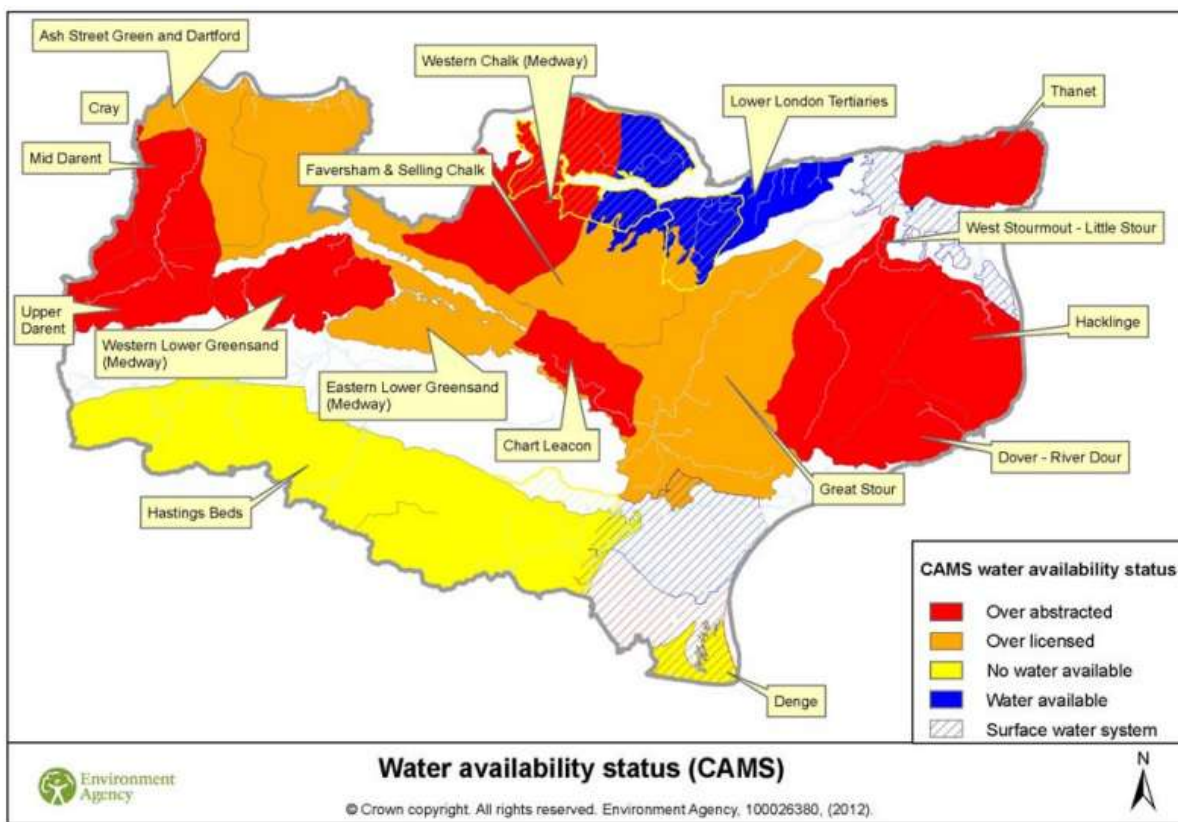 Ash Street Green and Dartford
Western Chalk (Medway)
Lower London Tertiaries
Thanet
Cray
Mid Darent
Faversham & Selling Chalk
West Stourmout - Little Stour
Upper
Darent
Western Lower Greensand
(Medway)
Hacklinge
Eastern Lower Greensand
(Medway)
Chart Leacon
Dover - River Dour
Great Stour
Hastings Beds
Denge
CAMS water availability status
Over abstracted
Over licensed
No water available
Water available
Surface water system
Environment
Agency
Water availability status (CAMS)
© Crown copyright. All rights reserved. Environment Agency, 100026380, (2012).
N